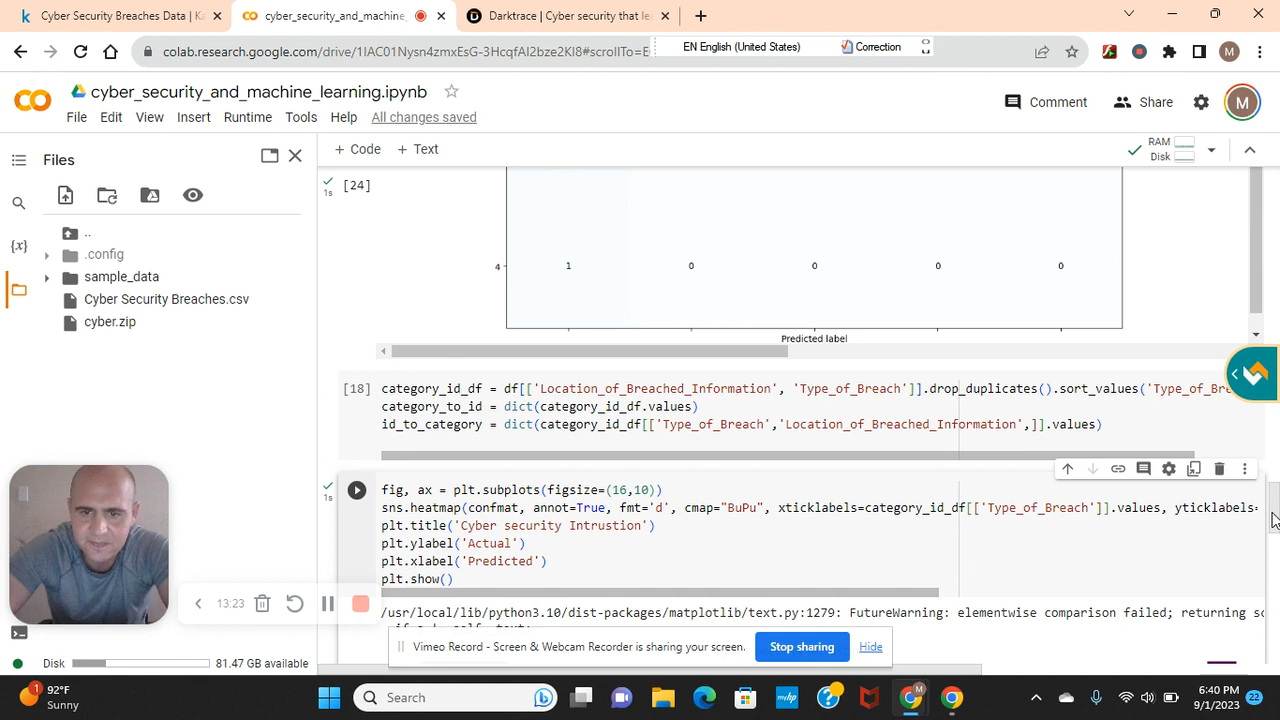 Cyber Security Breaches Data | Ka
cyber_security_and_machine_
Darktrace | Cyber security that le
colab.research.google.com/drive/1IAC01Nysn4zmxEsG-3HcqfAI2bze2KI8#scrollTo=E
EN English (United States)
Correction
M
CO
cyber_security_and_machine_learning.ipynb
Comment
Share
M
File Edit View Insert Runtime Tools Help All changes saved
Files
+ Code + Text
RAM
Disk
..
.config
sample_data
Cyber Security Breaches.csv
cyber.zip
{x}
1s
[24]
4
1 0 0 0 0
Predicted label
[18] category_id_df = df[['Location_of_Breached_Information', 'Type_of_Breach']].drop_duplicates().sort_values('Type_of_Bre
category_to_id = dict(category_id_df.values)
id_to_category = dict(category_id_df[['Type_of_Breach','Location_of_Breached_Information',]].values)
1s
fig, ax = plt.subplots(figsize=(16,10))
sns.heatmap(confmat, annot=True, fmt='d', cmap="BuPu", xticklabels=category_id_df[['Type_of_Breach']].values, yticklabels=
plt.title('Cyber security Intrustion')
plt.ylabel('Actual')
plt.xlabel('Predicted')
plt.show()
/usr/local/lib/python3.10/dist-packages/matplotlib/text.py:1279: FutureWarning: elementwise comparison failed; returning sc
13:23
Vimeo Record - Screen & Webcam Recorder is sharing your screen.
Stop sharing
Hide
Disk
81.47 GB available
92°F
Sunny
1
Search
myhp
M
6:40 PM
9/1/2023
22